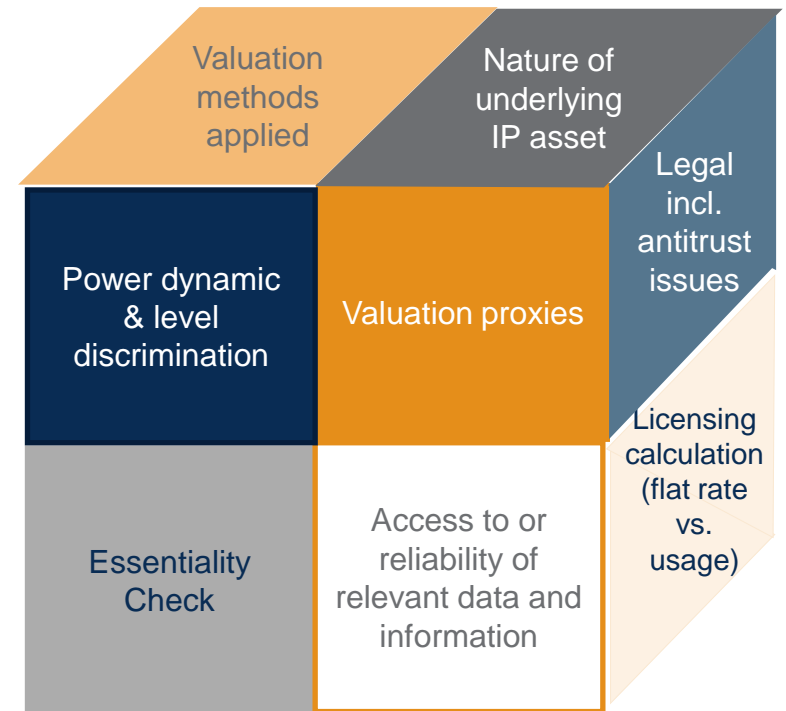 Valuation
methods
applied
Nature of
underlying
IP asset
Legal
incl.
antitrust
issues
Power dynamic
& level
discrimination
Valuation proxies
Licensing
calculation
(flat rate
vs.
usage)
Essentiality
Check
Access to or
reliability of
relevant data and
information